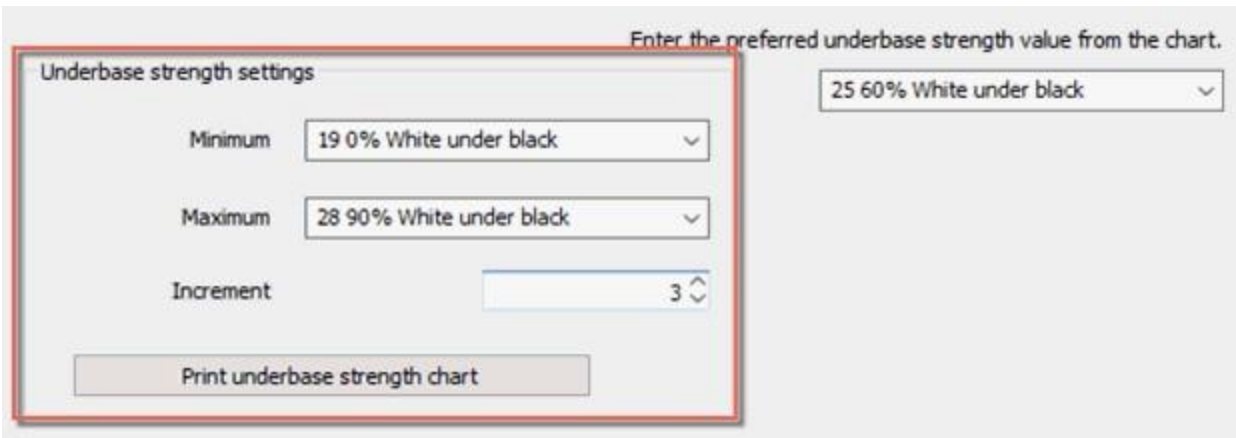 Enter the preferred underbase strength value from the chart.
Underbase strength settings
25 60% White under black
Minimum
19 0% White under black
Maximum
28 90% White under black
Increment
3
Print underbase strength chart